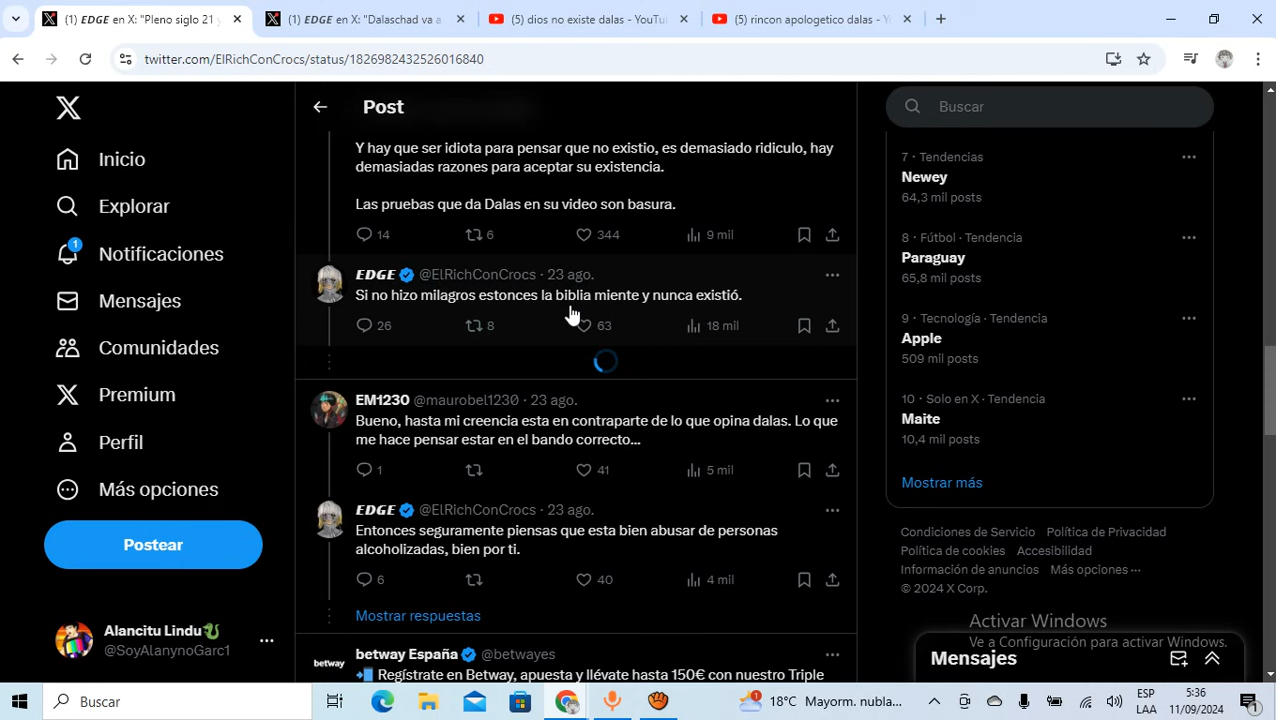 (1) EDGE en X: "Pleno siglo 21 y
(1) EDGE en X: "Dalaschad va a
(5) dios no existe dalas - YouTu
(5) rincon apologetico dalas - Yo
twitter.com/ElRichConCrocs/status/1826982432526016840
Inicio
Explorar
1
Notificaciones
Mensajes
Comunidades
Premium
Perfil
Más opciones
Postear
Alancitu Lindu
@SoyAlanynoGarc1
Post
Y hay que ser idiota para pensar que no existio, es demasiado ridiculo, hay
demasiadas razones para aceptar su existencia.
Las pruebas que da Dalas en su video son basura.
14 6 344 9 mil
EDGE @ElRichConCrocs · 23 ago.
Si no hizo milagros estonces la biblia miente y nunca existió.
26 8 63 18 mil
EM1230 @maurobel1230 · 23 ago.
Bueno, hasta mi creencia esta en contraparte de lo que opina dalas. Lo que
me hace pensar estar en el bando correcto...
1 41 5 mil
EDGE @ElRichConCrocs · 23 ago.
Entonces seguramente piensas que esta bien abusar de personas
alcoholizadas, bien por ti.
6 40 4 mil
Mostrar respuestas
betway betway España @betwayes
Regístrate en Betway, apuesta y llévate hasta 150€ con nuestro Triple
Buscar
7 · Tendencias
Newey
64,3 mil posts
8 · Fútbol · Tendencia
Paraguay
65,8 mil posts
9 · Tecnología · Tendencia
Apple
509 mil posts
10 · Solo en X · Tendencia
Maite
10,4 mil posts
Mostrar más
Condiciones de Servicio Política de Privacidad
Política de cookies Accesibilidad
Información de anuncios Más opciones ···
© 2024 X Corp.
Activar Windows
Ve a Configuración para activar Windows.
Mensajes
Buscar
18°C Mayorm. nubla...
ESP
LAA
5:36
11/09/2024
1